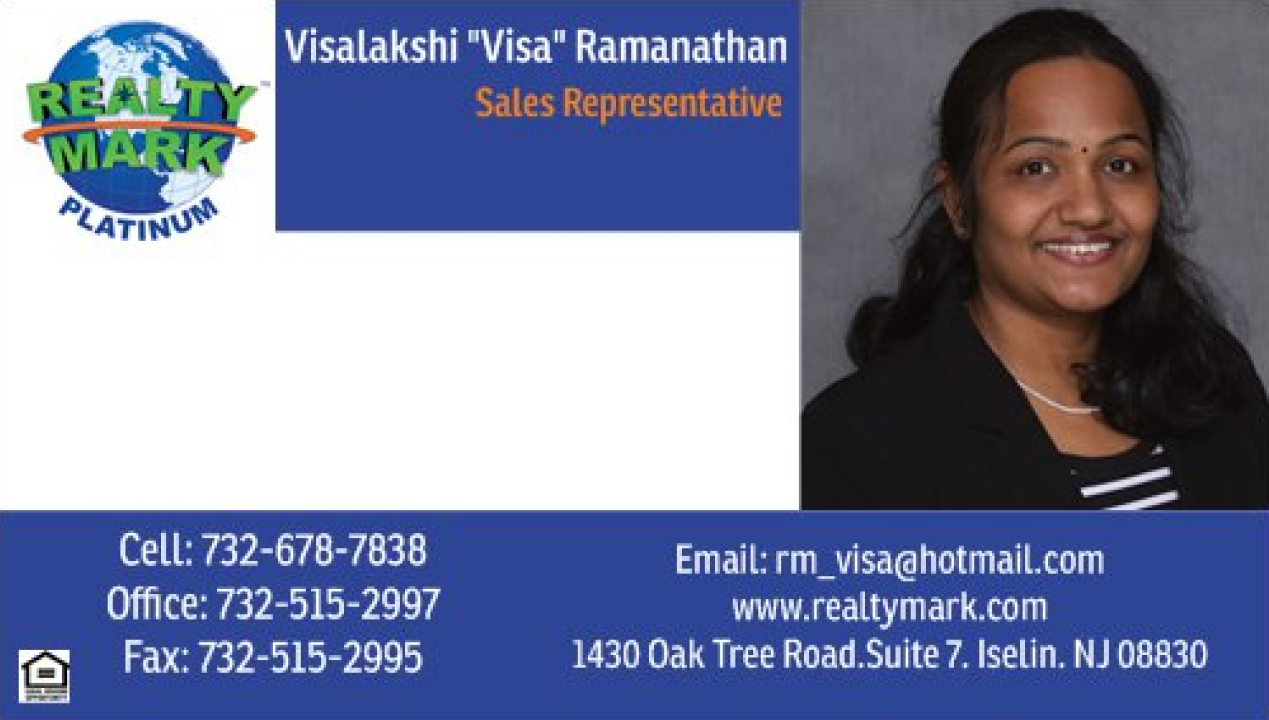 REALTY
MARK
PLATINUM
Visalakshi "Visa" Ramanathan
Sales Representative
Cell: 732-678-7838
Office: 732-515-2997
Fax: 732-515-2995
Email: rm_visa@hotmail.com
www.realtymark.com
1430 Oak Tree Road.Suite 7. Iselin. NJ 08830